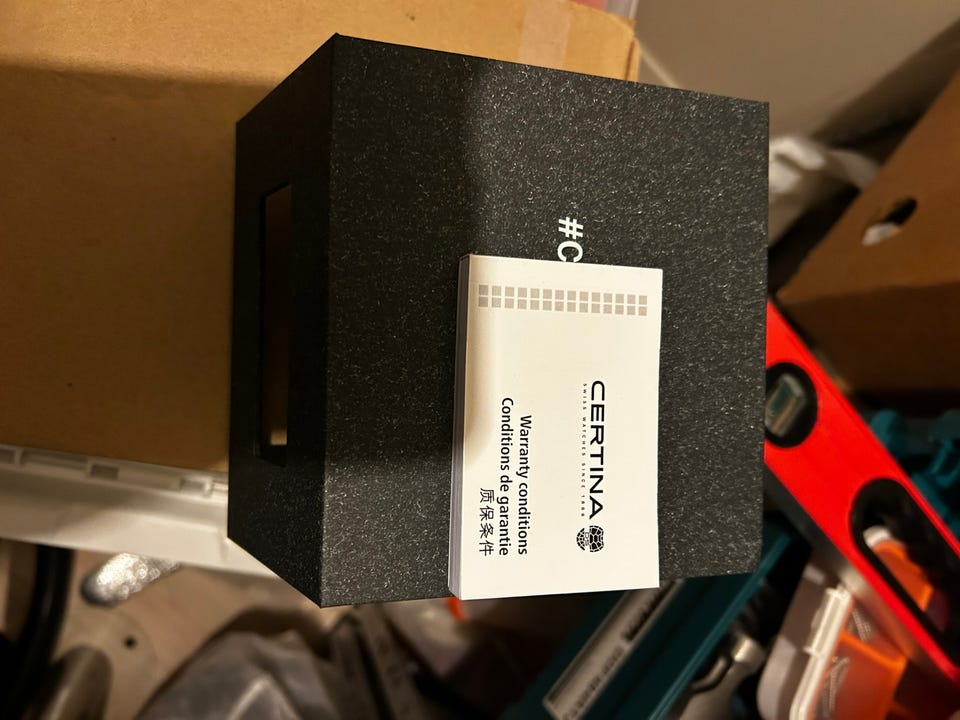 #C
CERTINA
SWISS WATCHES SINCE 1888
Warranty conditions
Conditions de garantie
质保条件